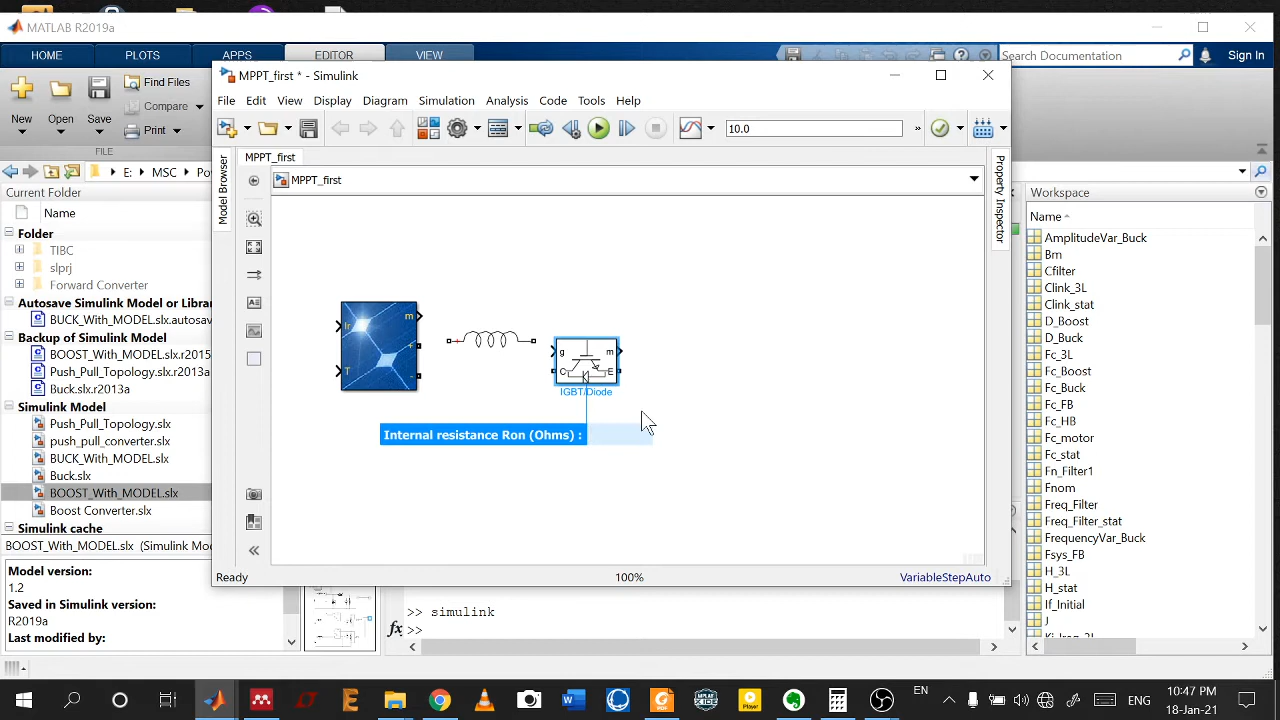 MATLAB R2019a
HOME
PLOTS
APPS
EDITOR
VIEW
Search Documentation
Sign In
New
Open
Save
Find Files
Compare
Print
FILE
E:
MSC
Current Folder
Name
Folder
TIBC
slprj
Forward Converter
Autosave Simulink Model or Libra
BUCK_With_MODEL.slx.autosav
Backup of Simulink Model
BOOST_With_MODEL.slx.r2015
Push_Pull_Topology.slx.r2013a
Buck.slx.r2013a
Simulink Model
Push_Pull_Topology.slx
push_pull_converter.slx
BUCK_With_MODEL.slx
Buck.slx
BOOST_With_MODEL.slx
Boost Converter.slx
Simulink cache
BOOST_With_MODEL.slx (Simulink Mo
Model version:
1.2
Saved in Simulink version:
R2019a
Last modified by:
MPPT_first * - Simulink
File
Edit
View
Display
Diagram
Simulation
Analysis
Code
Tools
Help
10.0
»
MPPT_first
MPPT_first
Model Browser
Property Inspector
Ir
T
m
+
-
+
g
m
C
E
IGBT/Diode
Internal resistance Ron (Ohms) :
Ready
100%
VariableStepAuto
>> simulink
fx >>
Workspace
Name
AmplitudeVar_Buck
Bm
Cfilter
Clink_3L
Clink_stat
D_Boost
D_Buck
Fc_3L
Fc_Boost
Fc_Buck
Fc_FB
Fc_HB
Fc_motor
Fc_stat
Fn_Filter1
Fnom
Freq_Filter
Freq_Filter_stat
FrequencyVar_Buck
Fsys_FB
H_3L
H_stat
If_Initial
J
EN
ENG
10:47 PM
18-Jan-21